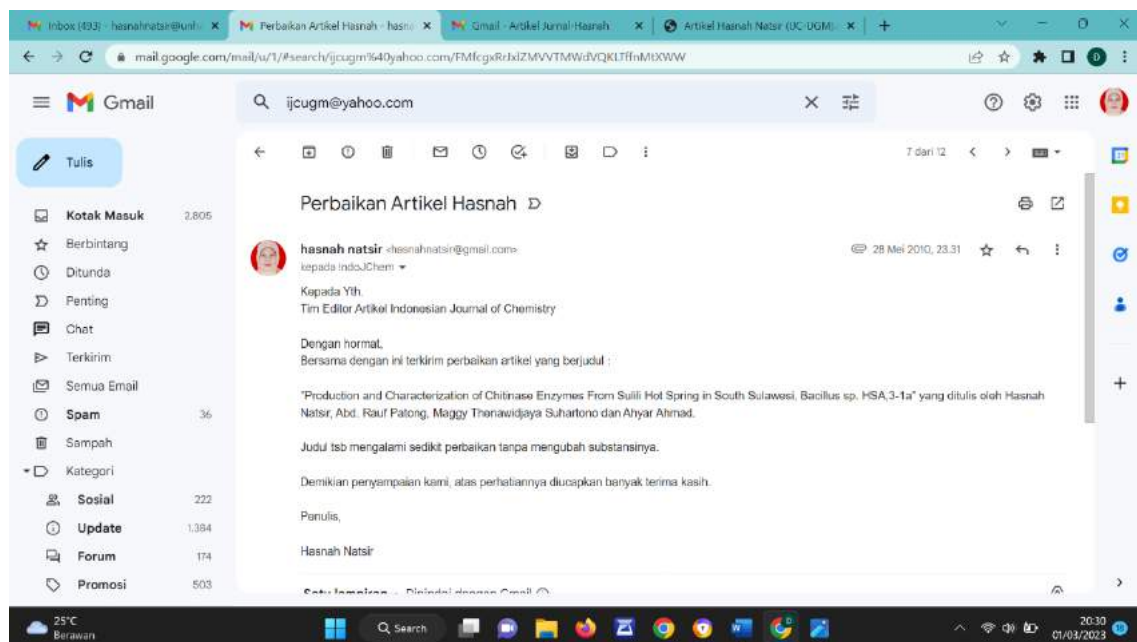 Inbox (493) - hasnahnatsir@unh
Perbaikan Artikel Hasnah - hasna
Gmail - Artikel Jurnal-Hasnah
Artikel Hasnah Natsir (IJC-UGM)
mail.google.com/mail/u/1/#search/ijcugm%40yahoo.com/
Gmail
ijcugm@yahoo.com
Tulis
7 dari 12
Kotak Masuk 2.805
Berbintang
Ditunda
Penting
Chat
Terkirim
Semua Email
Spam 36
Sampah
Kategori
Sosial 222
Update 1.384
Forum 174
Promosi 503
Perbaikan Artikel Hasnah
hasnah natsir <hasnahnatsir@gmail.com>
28 Mei 2010, 23.31
kepada IndoJChem
Kepada Yth.
Tim Editor Artikel Indonesian Journal of Chemistry
Dengan hormat,
Bersama dengan ini terkirim perbaikan artikel yang berjudul :
"Production and Characterization of Chitinase Enzymes From Sulili Hot Spring in South Sulawesi, Bacillus sp. HSA,3-1a" yang ditulis oleh Hasnah
Natsir, Abd. Rauf Patong, Maggy Thenawidjaya Suhartono dan Ahyar Ahmad.
Judul tsb mengalami sedikit perbaikan tanpa mengubah substansinya.
Demikian penyampaian kami, atas perhatiannya diucapkan banyak terima kasih.
Penulis,
Hasnah Natsir
Satu lampiran • Dipindai dengan Gmail
25°C
Berawan
Search
20:30
01/03/2023